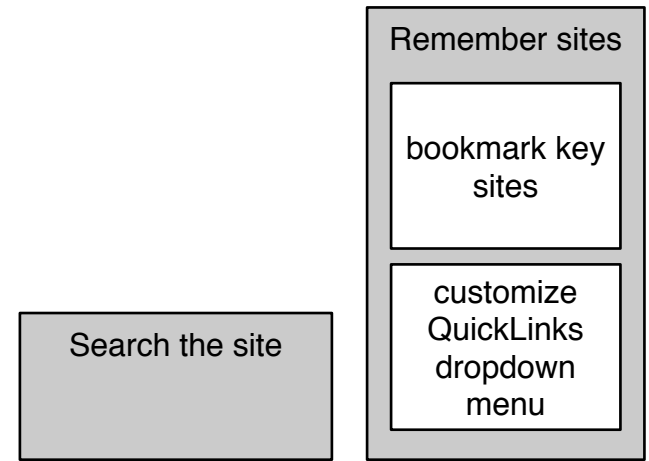 Remember sites
bookmark key
sites
customize
QuickLinks
dropdown
menu
Search the site